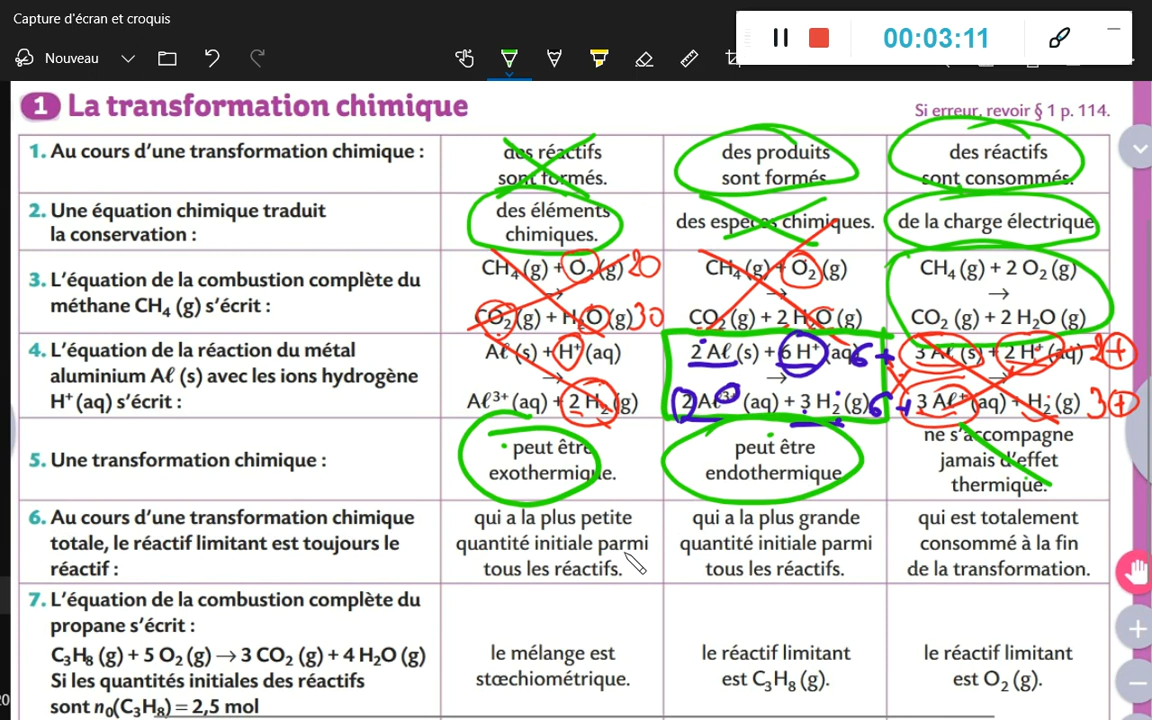 Capture d'écran et croquis
Nouveau
00:03:11
1 La transformation chimique
Si erreur, revoir § 1 p. 114.
1. Au cours d'une transformation chimique :
des réactifs
sont formés.
des produits
sont formés
des réactifs
sont consommés.
2. Une équation chimique traduit
la conservation :
des éléments
chimiques.
des espèces chimiques.
de la charge électrique
3. L'équation de la combustion complète du
méthane CH₄ (g) s'écrit :
CH₄ (g) + O₂ (g) 2O
→
CO₂ (g) + H₂O (g) 3O
CH₄ (g) + O₂ (g)
→
CO₂ (g) + 2 H₂O (g)
CH₄ (g) + 2 O₂ (g)
→
CO₂ (g) + 2 H₂O (g)
4. L'équation de la réaction du métal
aluminium Aℓ (s) avec les ions hydrogène
H⁺ (aq) s'écrit :
Aℓ (s) + H⁺ (aq)
→
Aℓ³⁺ (aq) + 2 H₂ (g)
2 Aℓ (s) + 6 H⁺ (aq) 6+
→
2 Aℓ³⁺ (aq) + 3 H₂ (g) 6+
3 Aℓ (s) + 2 H⁺ (aq) 2+
→
3 Aℓ⁺ (aq) + H₂ (g) 3+
5. Une transformation chimique :
peut être
exothermique.
peut être
endothermique
ne s'accompagne
jamais d'effet
thermique.
6. Au cours d'une transformation chimique
totale, le réactif limitant est toujours le
réactif :
qui a la plus petite
quantité initiale parmi
tous les réactifs.
qui a la plus grande
quantité initiale parmi
tous les réactifs.
qui est totalement
consommé à la fin
de la transformation.
7. L'équation de la combustion complète du
propane s'écrit :
C₃H₈ (g) + 5 O₂ (g) → 3 CO₂ (g) + 4 H₂O (g)
Si les quantités initiales des réactifs
sont n₀(C₃H₈) = 2,5 mol
le mélange est
stœchiométrique.
le réactif limitant
est C₃H₈ (g).
le réactif limitant
est O₂ (g).